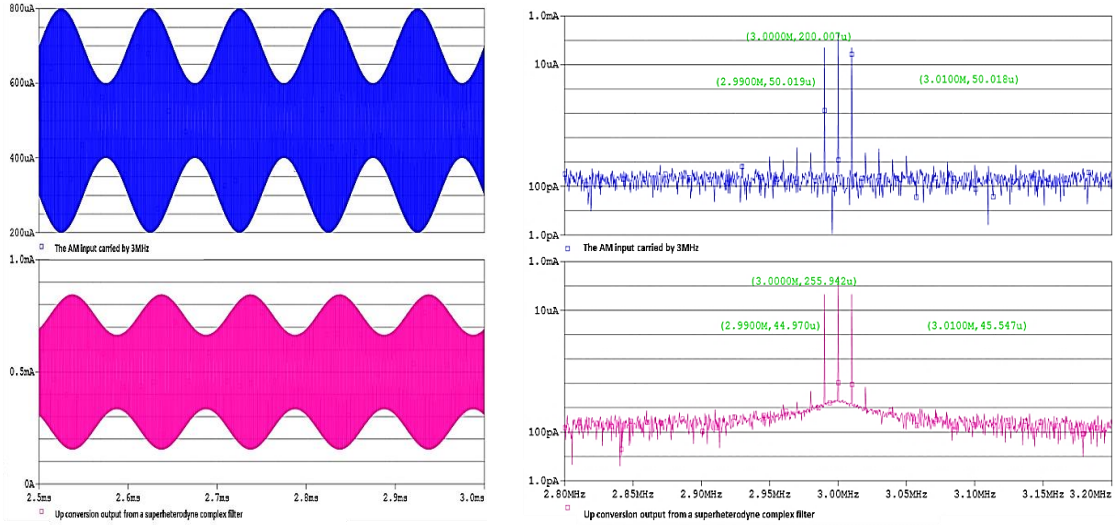 800uA
600uA
400uA
200uA
The AM input carried by 3MHz
1.0mA
0.5mA
0A
2.5ms 2.6ms 2.7ms 2.8ms 2.9ms 3.0ms
Up conversion output from a superheterodyne complex filter
1.0mA
(3.0000M,200.007u)
10uA
(2.9900M,50.019u)
(3.0100M,50.018u)
100pA
1.0pA
The AM input carried by 3MHz
1.0mA
(3.0000M,255.942u)
10uA
(2.9900M,44.970u)
(3.0100M,45.547u)
100pA
1.0pA
2.80MHz 2.85MHz 2.90MHz 2.95MHz 3.00MHz 3.05MHz 3.10MHz 3.15MHz 3.20MHz
Up conversion output from a superheterodyne complex filter